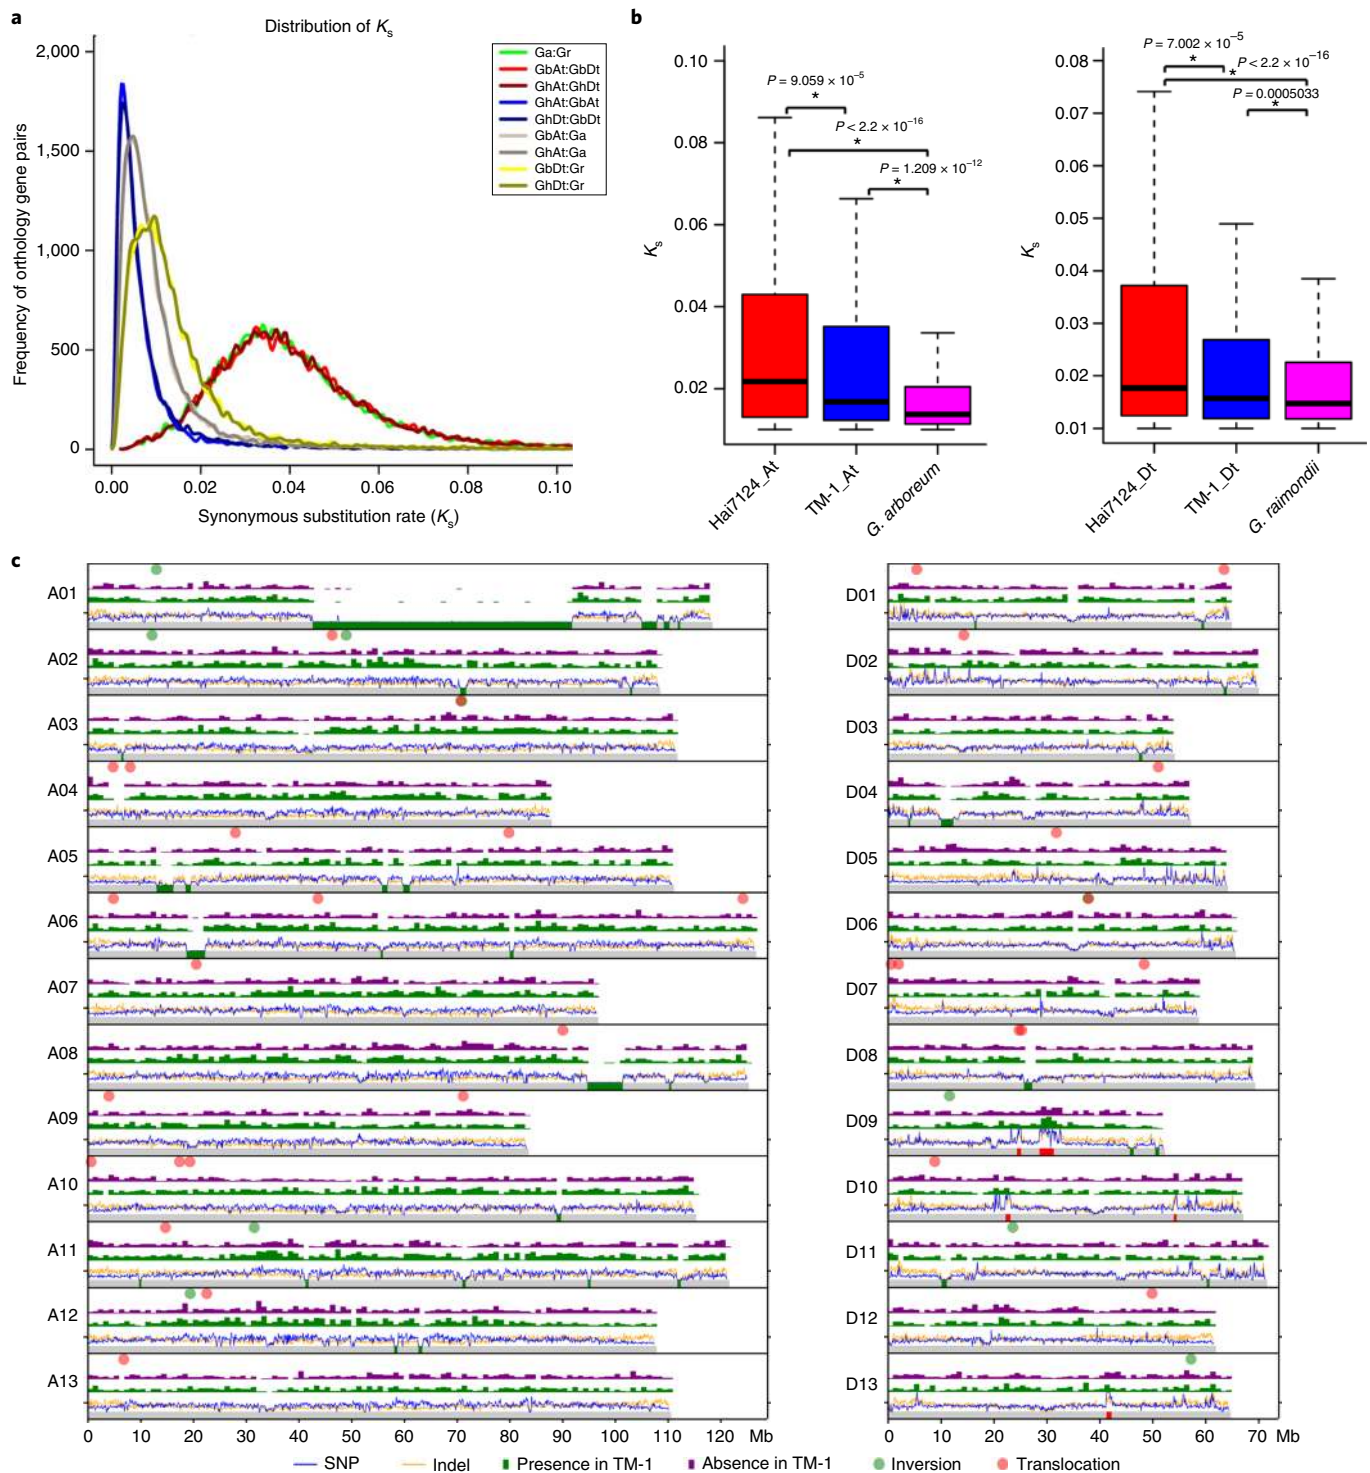 a
Distribution of Ks
Frequency of orthology gene pairs
2,000
1,500
1,000
500
0
0.00 0.02 0.04 0.06 0.08 0.10
Synonymous substitution rate (Ks)
Ga:Gr
GbAt:GbDt
GhAt:GhDt
GhAt:GbAt
GhDt:GbDt
GbAt:Ga
GhAt:Ga
GbDt:Gr
GhDt:Gr
b
Ks
0.10
0.08
0.06
0.04
0.02
P = 9.059 × 10−5
*
P < 2.2 × 10−16
*
P = 1.209 × 10−12
*
Hai7124_At
TM-1_At
G. arboreum
Ks
0.08
0.07
0.06
0.05
0.04
0.03
0.02
0.01
P = 7.002 × 10−5
*
P < 2.2 × 10−16
*
P = 0.0005033
*
Hai7124_Dt
TM-1_Dt
G. raimondii
c
A01
A02
A03
A04
A05
A06
A07
A08
A09
A10
A11
A12
A13
0 10 20 30 40 50 60 70 80 90 100 110 120 Mb
D01
D02
D03
D04
D05
D06
D07
D08
D09
D10
D11
D12
D13
0 10 20 30 40 50 60 70 Mb
SNP Indel Presence in TM-1 Absence in TM-1 Inversion Translocation